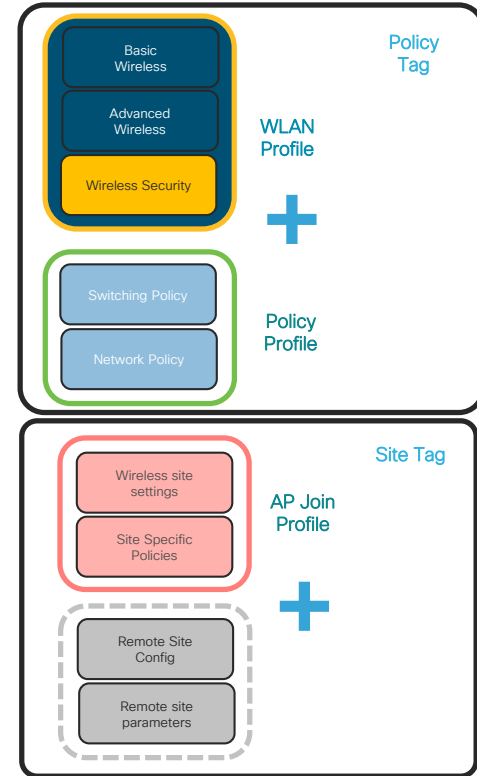 Policy
Tag
Basic
Wireless
Advanced
Wireless
WLAN
Profile
Wireless Security
Switching Policy
Policy
Profile
Network Policy
Site Tag
Wireless site
settings
AP Join
Profile
Site Specific
Policies
Remote Site
Config
Remote site
parameters